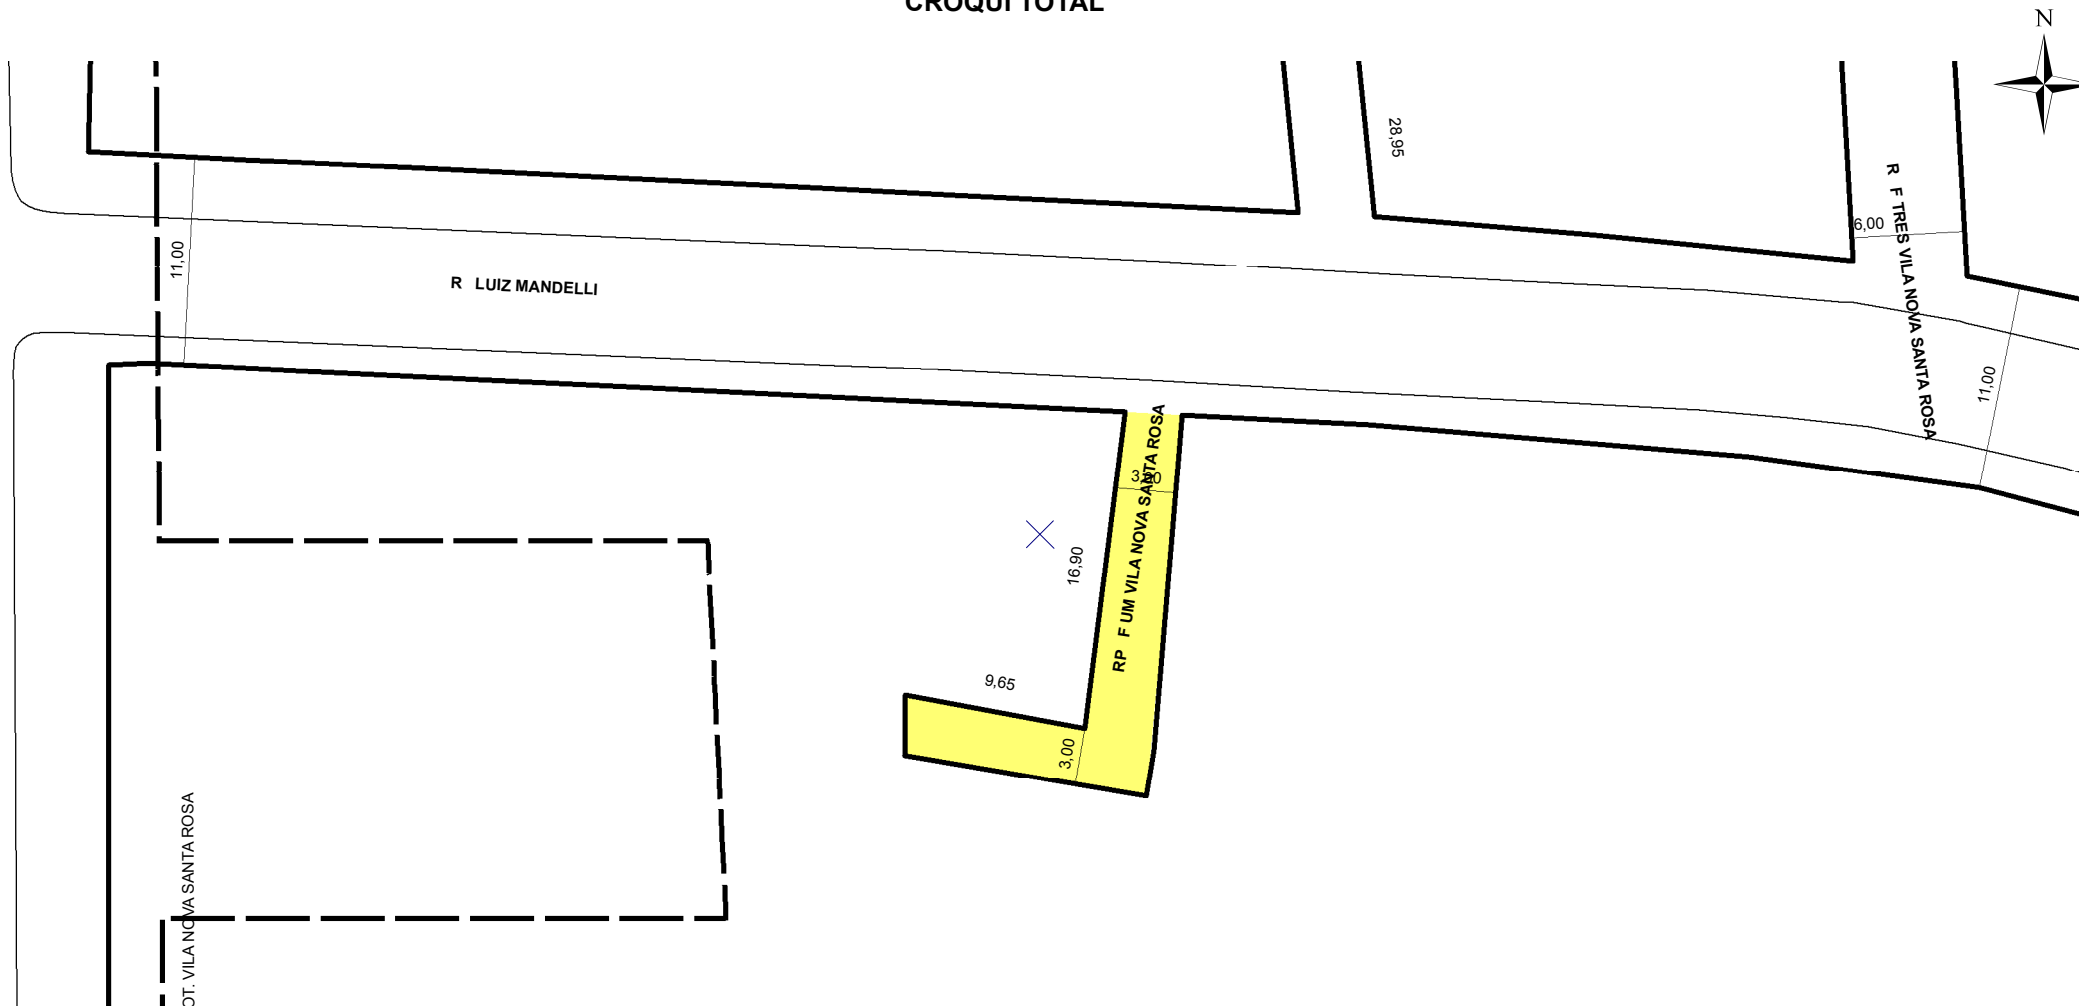 CROQUI TOTAL
N
28,95
R F TRES VILA NOVA SANTA ROSA
6,00
11,00
R LUIZ MANDELLI
11,00
RP F UM VILA NOVA SANTA ROSA
16,90
9,65
3,00
OT. VILA NOVA SANTA ROSA